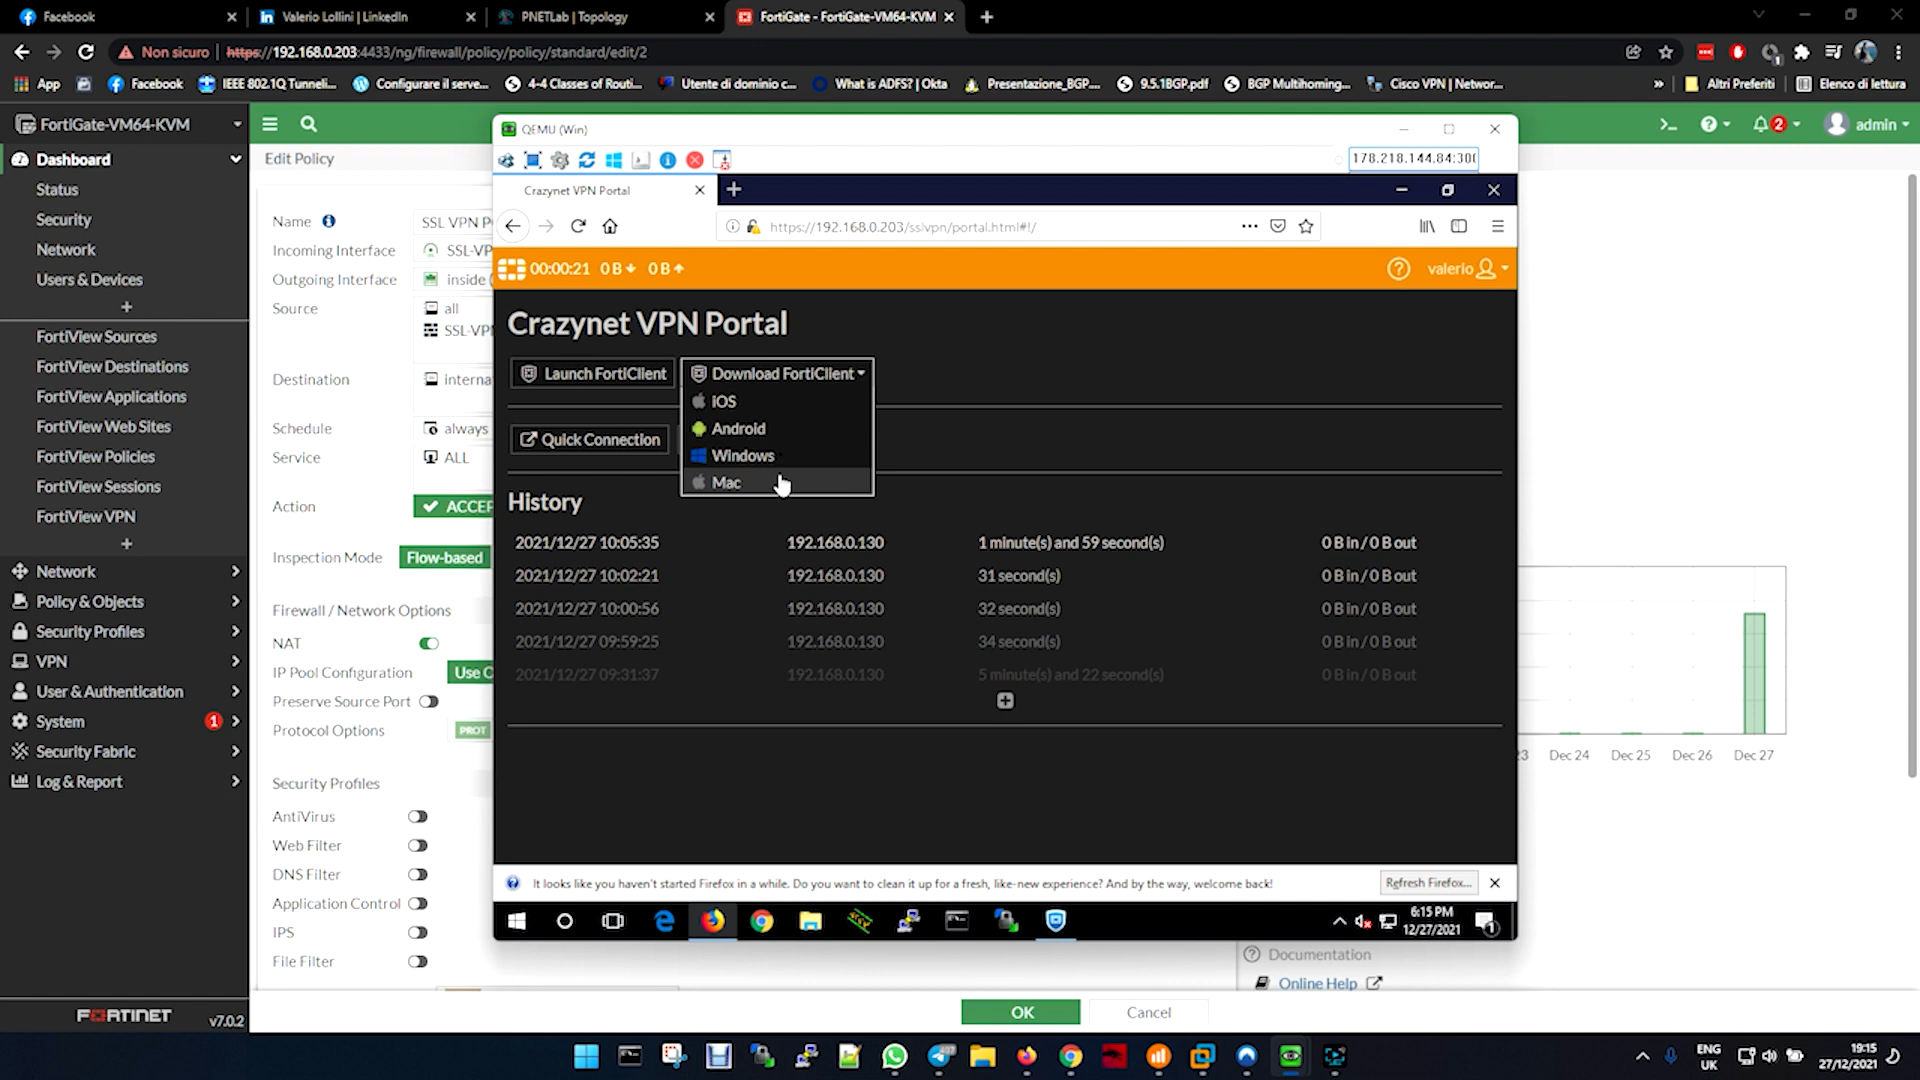 Facebook
Valerio Lollini | LinkedIn
PNETLab | Topology
FortiGate - FortiGate-VM64-KVM
Non sicuro
https://192.168.0.203:4433/ng/firewall/policy/policy/standard/edit/2
App
Facebook
IEEE 802.1Q Tunneli...
Configurare il serve...
4-4 Classes of Routi...
Utente di dominio c...
What is ADFS? | Okta
Presentazione_BGP....
9.5.1BGP.pdf
BGP Multihoming...
Cisco VPN | Networ...
»
Altri Preferiti
Elenco di lettura
FortiGate-VM64-KVM
>_
2
admin
Dashboard
Status
Security
Network
Users & Devices
+
FortiView Sources
FortiView Destinations
FortiView Applications
FortiView Web Sites
FortiView Policies
FortiView Sessions
FortiView VPN
+
Network
Policy & Objects
Security Profiles
VPN
User & Authentication
System
1
Security Fabric
Log & Report
FORTINET
v7.0.2
Edit Policy
Name
SSL VPN P
Incoming Interface
SSL-VP
Outgoing Interface
inside (
Source
all
SSL-VPN
Destination
interna
Schedule
always
Service
ALL
Action
ACCEP
Inspection Mode
Flow-based
Firewall / Network Options
NAT
IP Pool Configuration
Use O
Preserve Source Port
Protocol Options
PROT
Security Profiles
AntiVirus
Web Filter
DNS Filter
Application Control
IPS
File Filter
QEMU (Win)
178.218.144.84:300
Crazynet VPN Portal
https://192.168.0.203/sslvpn/portal.html#!/
00:00:21 0 B 0 B
valerio
Crazynet VPN Portal
Launch FortiClient
Download FortiClient
iOS
Android
Windows
Mac
Quick Connection
History
2021/12/27 10:05:35 192.168.0.130 1 minute(s) and 59 second(s) 0 B in / 0 B out
2021/12/27 10:02:21 192.168.0.130 31 second(s) 0 B in / 0 B out
2021/12/27 10:00:56 192.168.0.130 32 second(s) 0 B in / 0 B out
2021/12/27 09:59:25 192.168.0.130 34 second(s) 0 B in / 0 B out
2021/12/27 09:31:37 192.168.0.130 5 minute(s) and 22 second(s) 0 B in / 0 B out
It looks like you haven't started Firefox in a while. Do you want to clean it up for a fresh, like-new experience? And by the way, welcome back!
Refresh Firefox...
6:15 PM
12/27/2021
1
3
Dec 24
Dec 25
Dec 26
Dec 27
Documentation
Online Help
OK
Cancel
ENG
UK
19:15
27/12/2021